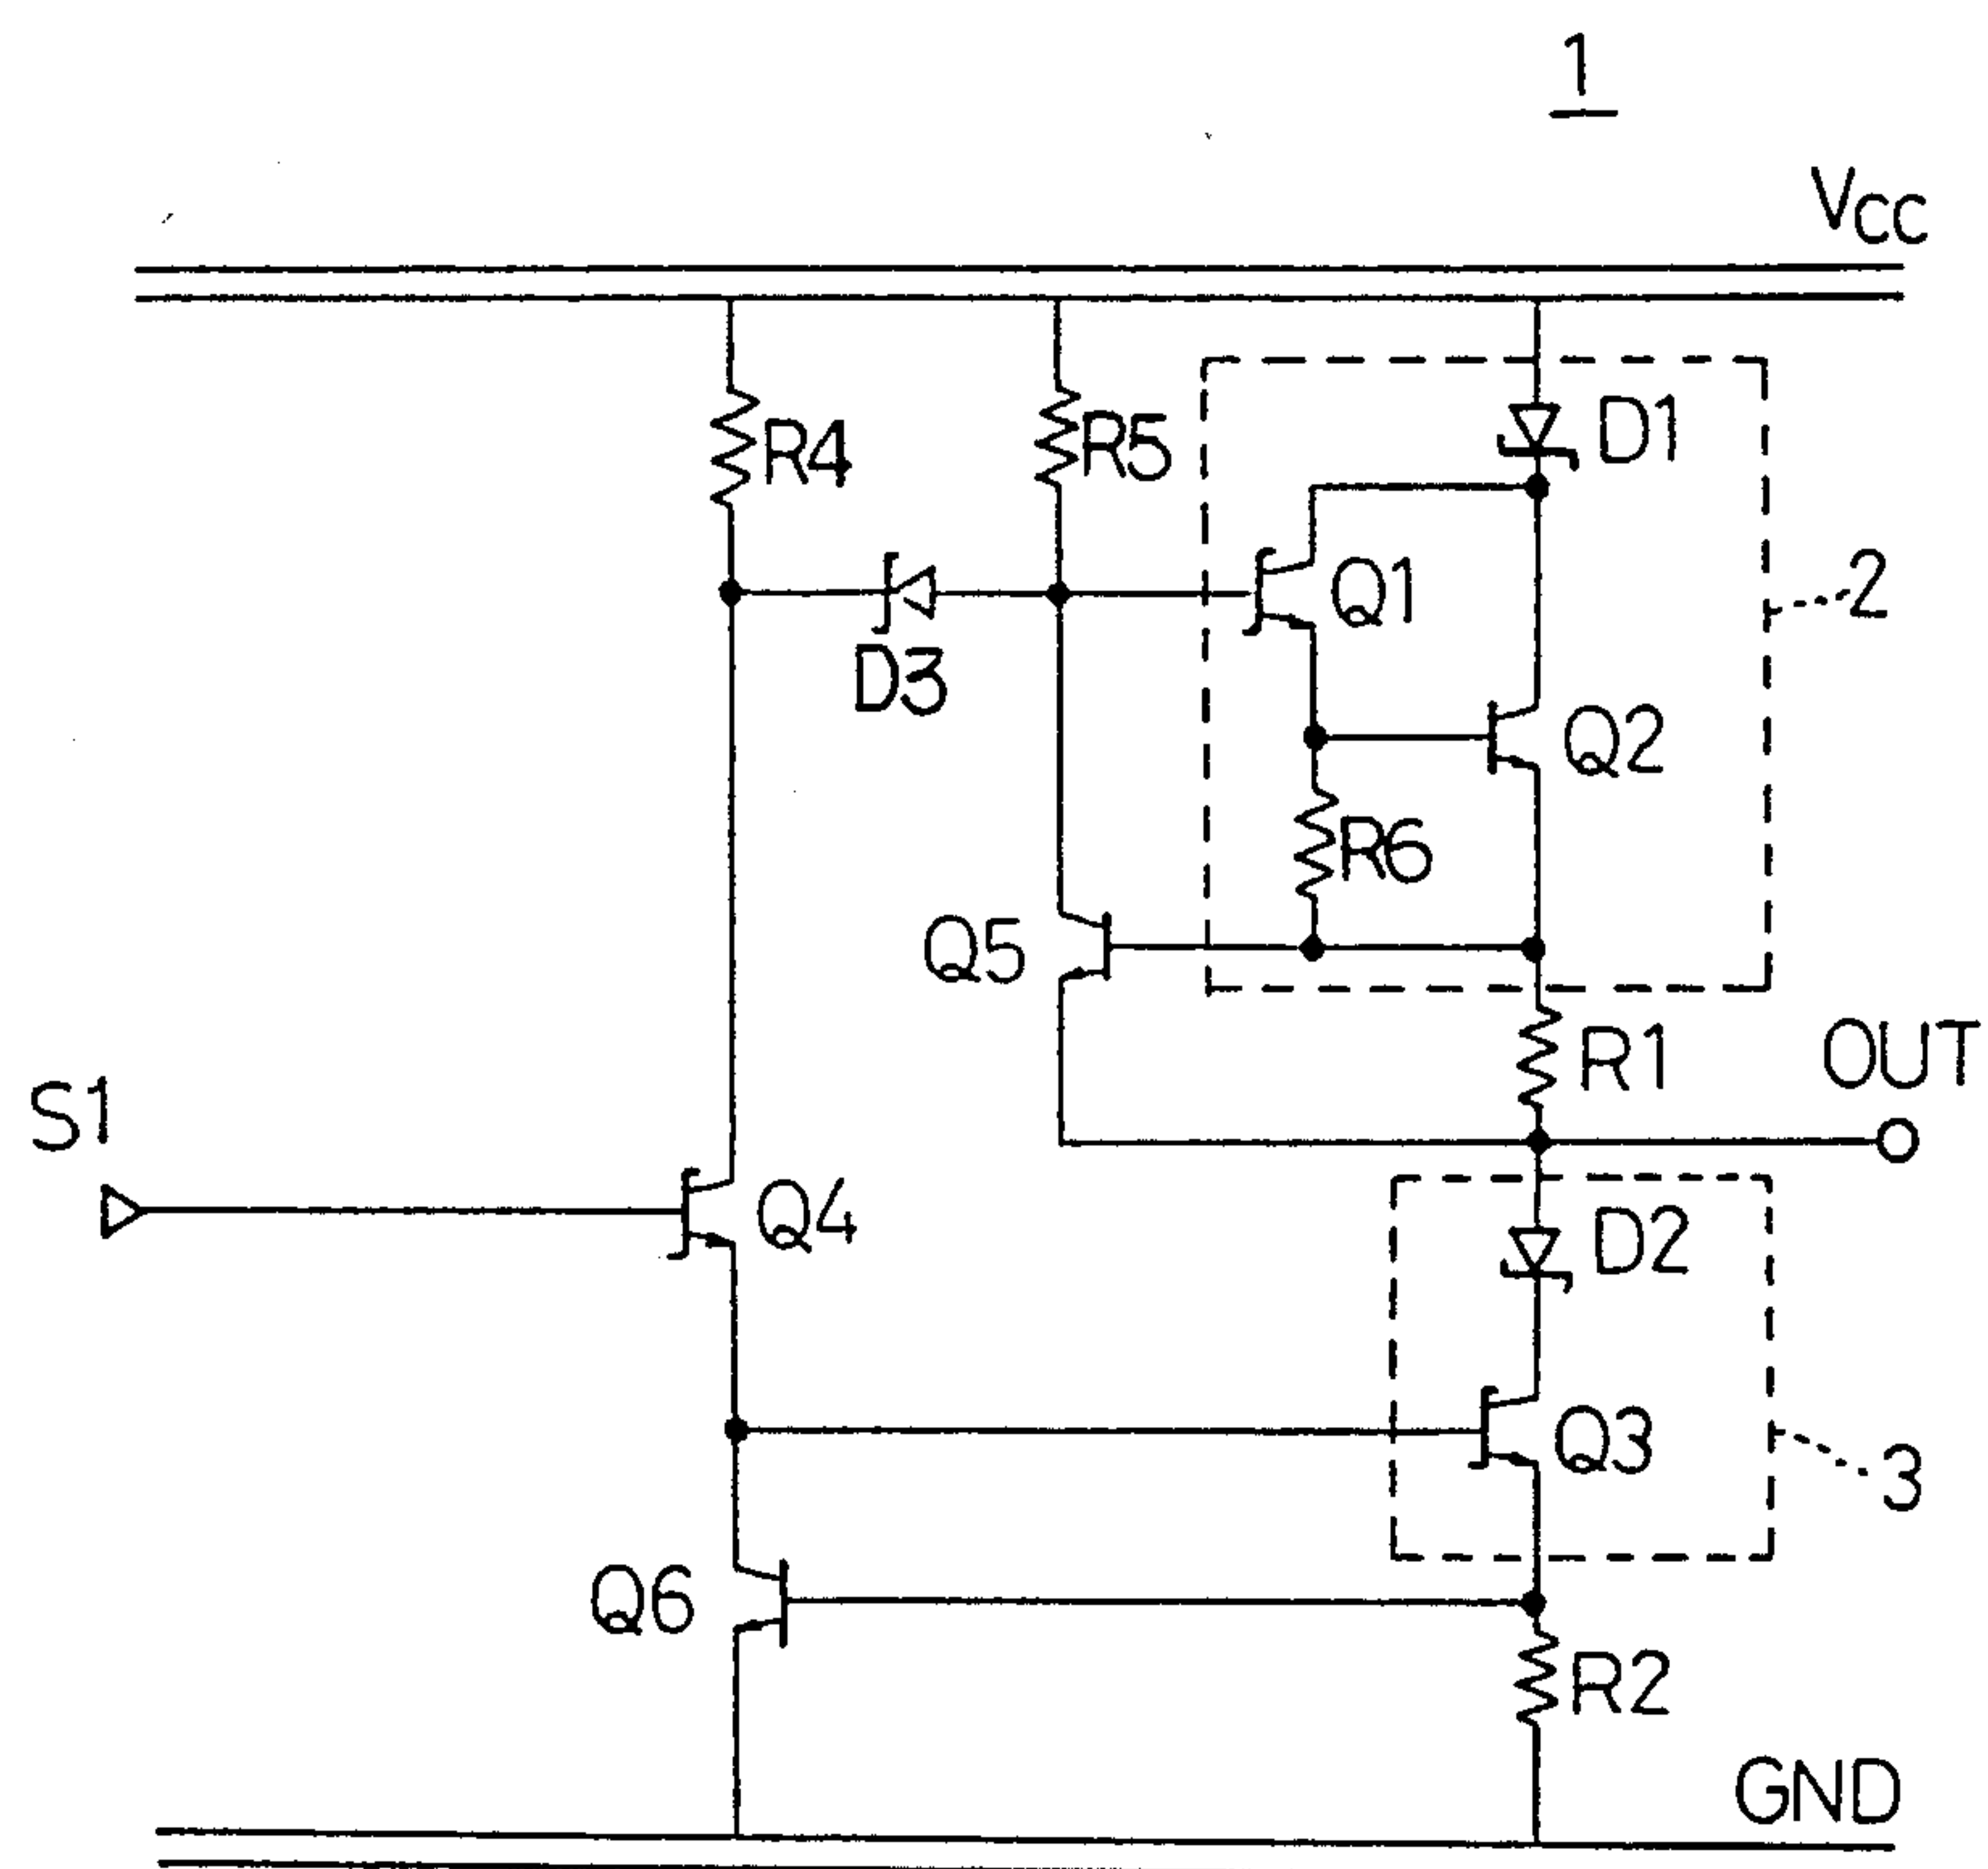 1
VCC
R4
R5
D1
Q1
2
D3
Q2
R6
Q5
R1
OUT
S1
Q4
D2
Q3
3
Q6
R2
GND